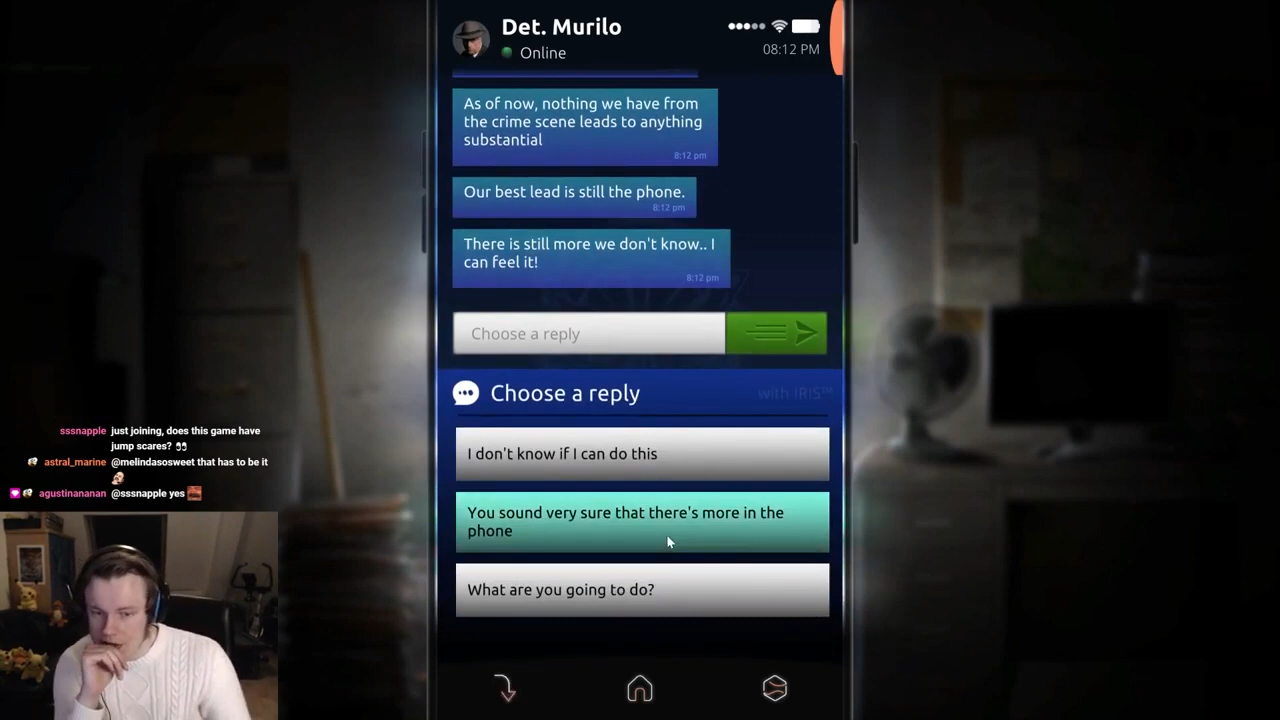 Det. Murilo
Online
08:12 PM
As of now, nothing we have from
the crime scene leads to anything
substantial
8:12 pm
Our best lead is still the phone.
8:12 pm
There is still more we don't know.. I
can feel it!
8:12 pm
Choose a reply
Choose a reply
with IRIS™
I don't know if I can do this
You sound very sure that there's more in the
phone
What are you going to do?
sssnapple just joining, does this game have
jump scares?
astral_marine @melindasosweet that has to be it
agustinananan @sssnapple yes